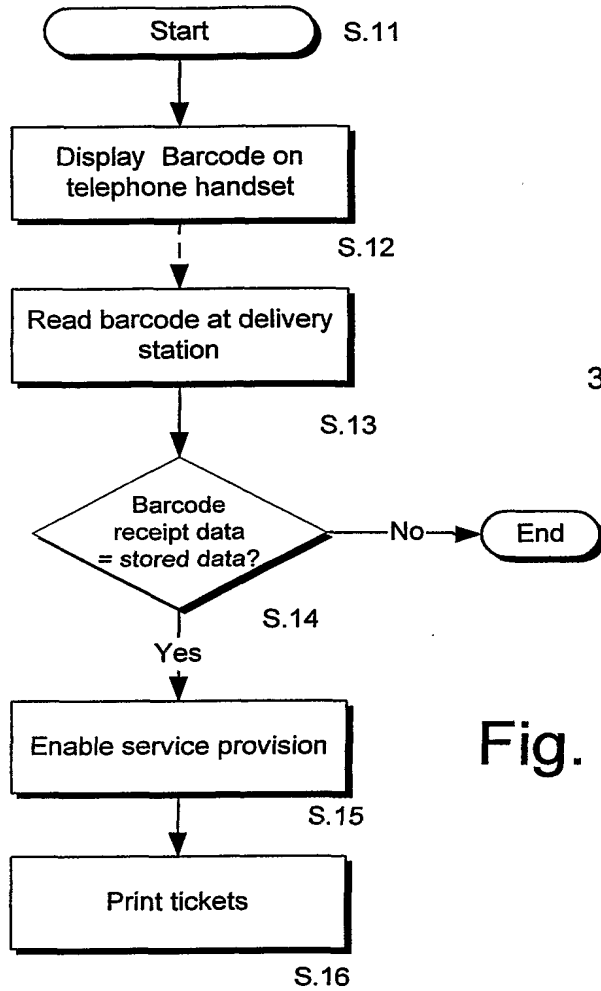 Start
S.11
Display Barcode on
telephone handset
S.12
Read barcode at delivery
station
3
S.13
Barcode
receipt data
= stored data?
No
End
S.14
Yes
Enable service provision
Fig.
S.15
Print tickets
S.16